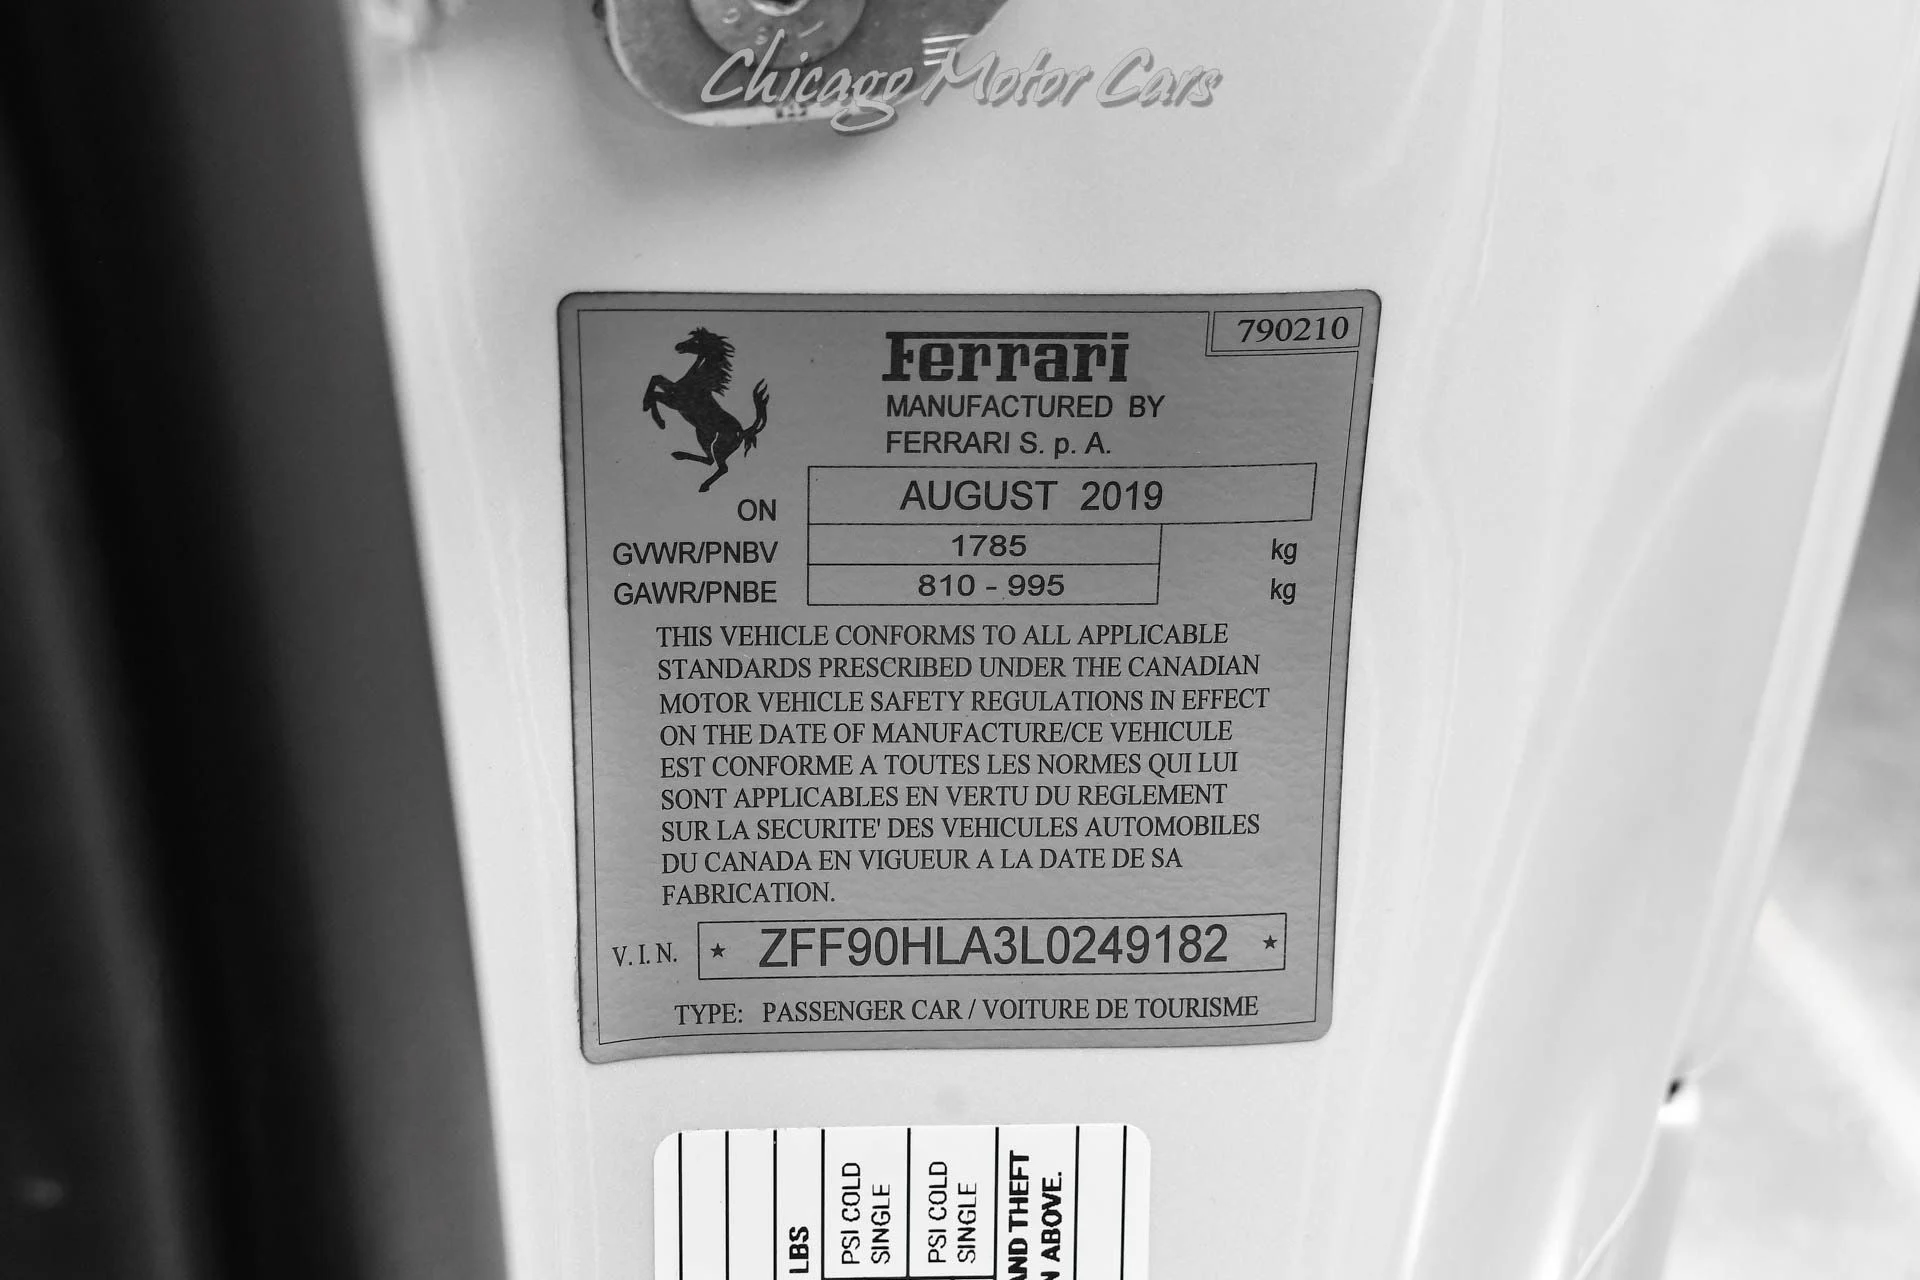 Chicago Motor Cars
790210
Ferrari
MANUFACTURED BY
FERRARI S. p. A.
ON AUGUST 2019
GVWR/PNBV 1785 kg
GAWR/PNBE 810 - 995 kg
THIS VEHICLE CONFORMS TO ALL APPLICABLE
STANDARDS PRESCRIBED UNDER THE CANADIAN
MOTOR VEHICLE SAFETY REGULATIONS IN EFFECT
ON THE DATE OF MANUFACTURE/CE VEHICULE
EST CONFORME A TOUTES LES NORMES QUI LUI
SONT APPLICABLES EN VERTU DU REGLEMENT
SUR LA SECURITE' DES VEHICULES AUTOMOBILES
DU CANADA EN VIGUEUR A LA DATE DE SA
FABRICATION.
V. I. N. ★ ZFF90HLA3L0249182 ★
TYPE: PASSENGER CAR / VOITURE DE TOURISME
LBS
PSI COLD
SINGLE
PSI COLD
SINGLE
AND THEFT
ABOVE.